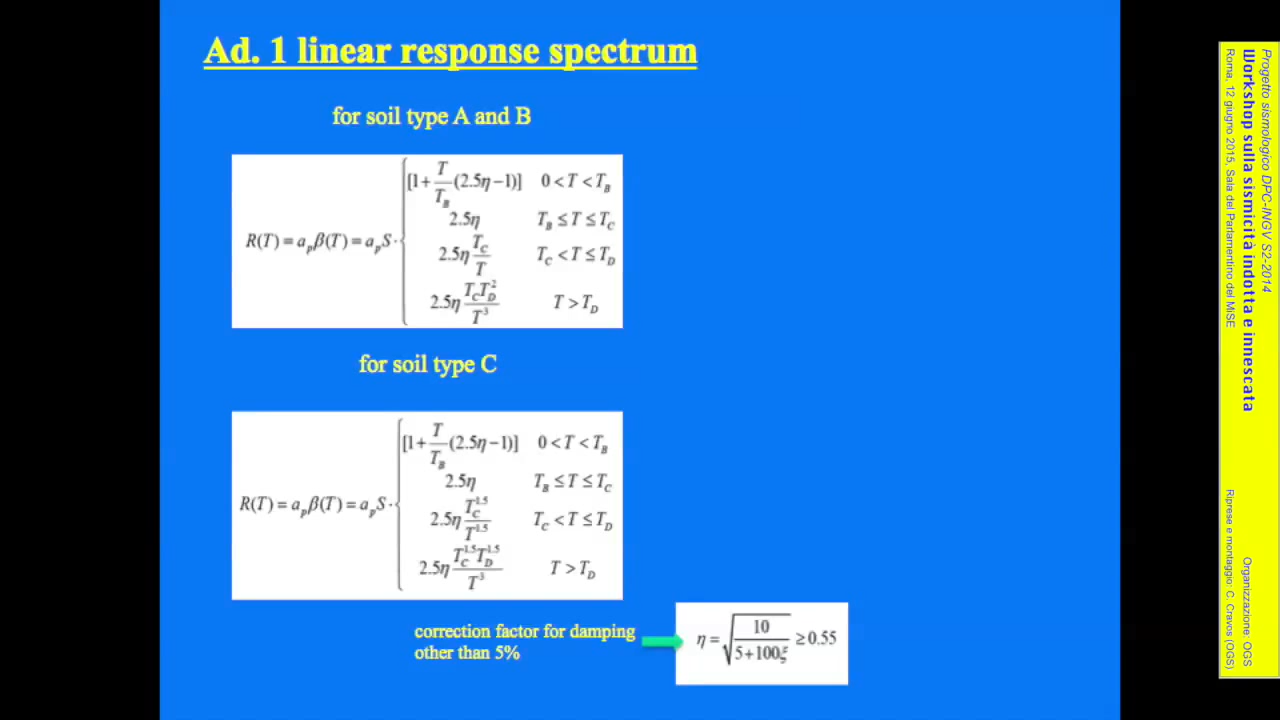 Ad. 1 linear response spectrum
for soil type A and B
R(T) = a_p β(T) = a_p S · {
[1 + T/T_B (2.5η − 1)] 0 < T < T_B
2.5η T_B ≤ T ≤ T_C
2.5η T_C/T T_C < T ≤ T_D
2.5η T_C T_D^2/T^3 T > T_D
for soil type C
R(T) = a_p β(T) = a_p S · {
[1 + T/T_B (2.5η − 1)] 0 < T < T_B
2.5η T_B ≤ T ≤ T_C
2.5η T_C^1.5/T^1.5 T_C < T ≤ T_D
2.5η T_C^1.5 T_D^1.5/T^3 T > T_D
correction factor for damping
other than 5%
η = √(10/(5+100ξ)) ≥ 0.55
Progetto sismologico DPC-INGV S2-2014
Workshop sulla sismicità indotta e innescata
Roma, 12 giugno 2015, Sala del Parlamentino del MiSE
Organizzazione: OGS
Riprese e montaggio: C. Cravos (OGS)